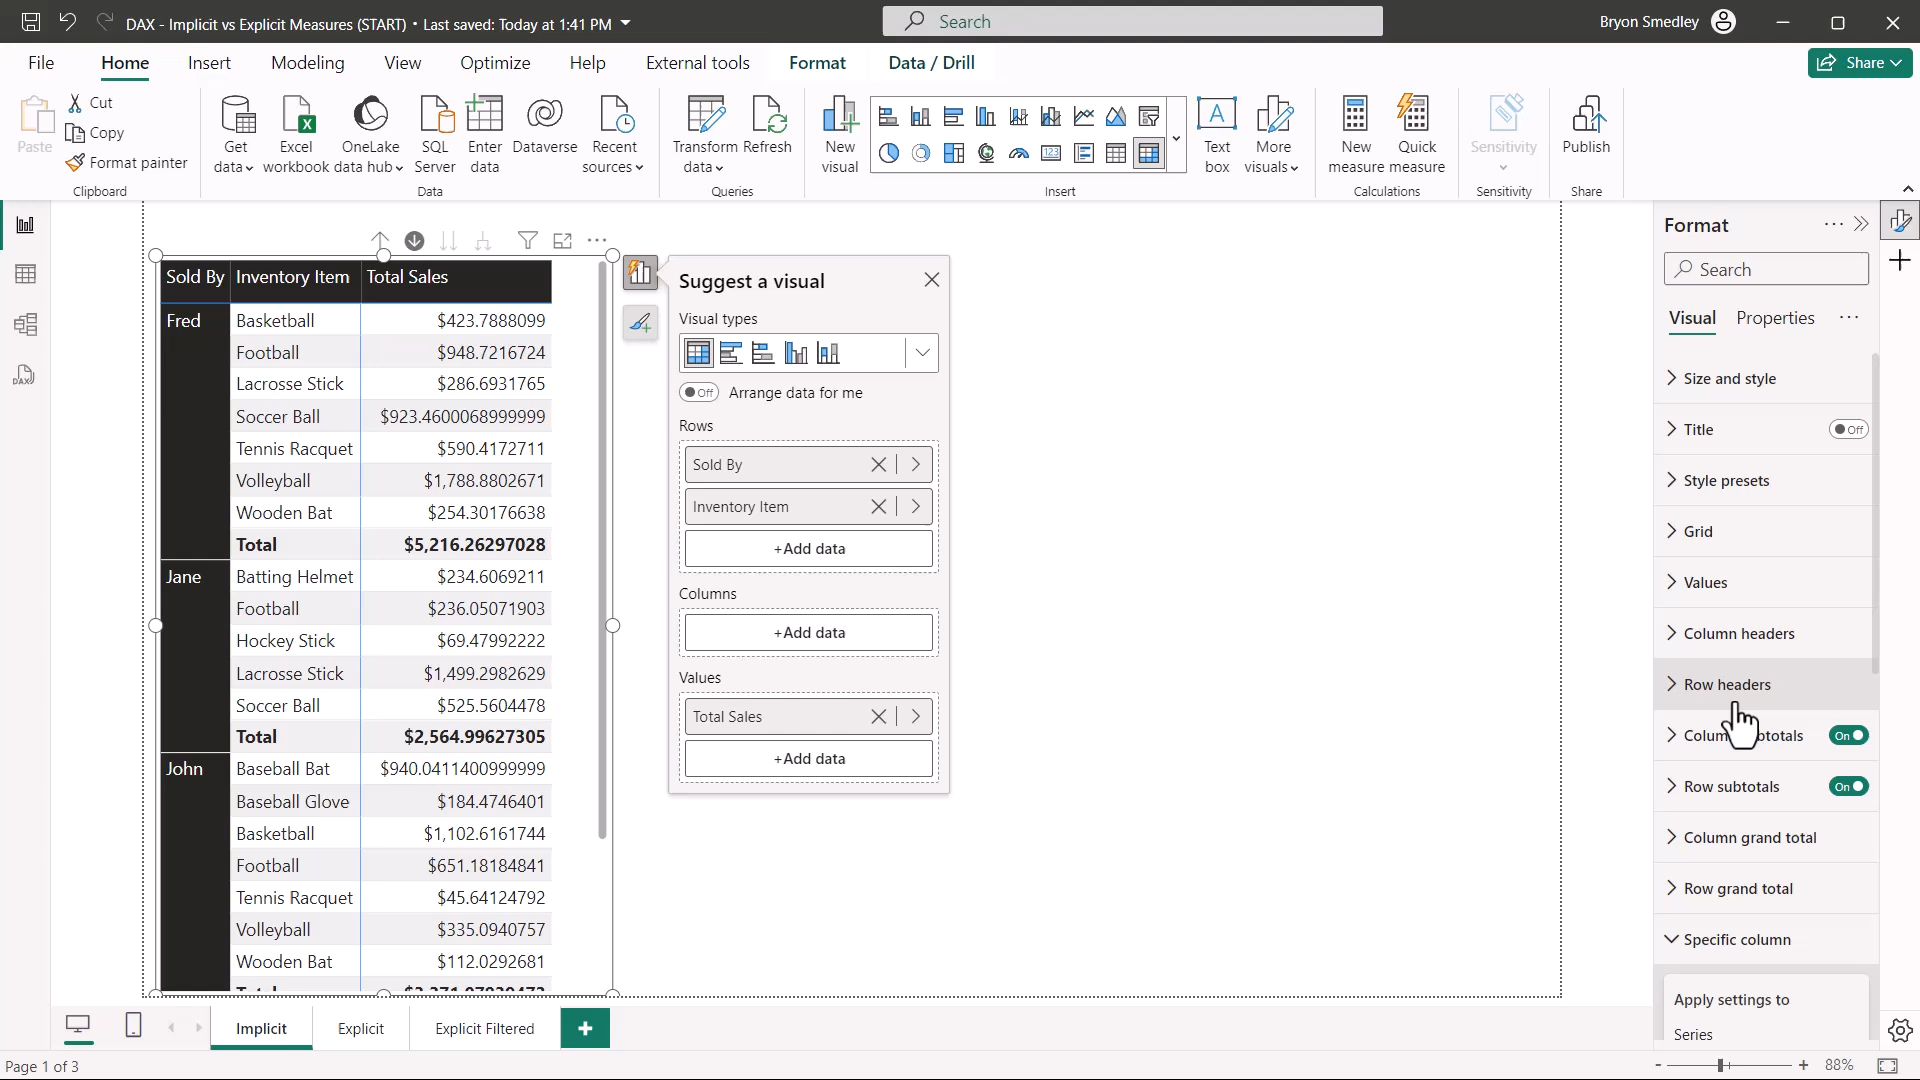 DAX - Implicit vs Explicit Measures (START) • Last saved: Today at 1:41 PM
Search
Bryon Smedley
File
Home
Insert
Modeling
View
Optimize
Help
External tools
Format
Data / Drill
Share
Paste
Cut
Copy
Format painter
Clipboard
Get data
Excel workbook
OneLake data hub
SQL Server
Enter data
Dataverse
Recent sources
Data
Transform data
Refresh
Queries
New visual
Text box
More visuals
Insert
New measure
Quick measure
Calculations
Sensitivity
Sensitivity
Publish
Share
Sold By Inventory Item Total Sales
Fred Basketball $423.7888099
Football $948.7216724
Lacrosse Stick $286.6931765
Soccer Ball $923.4600068999999
Tennis Racquet $590.4172711
Volleyball $1,788.8802671
Wooden Bat $254.30176638
Total $5,216.26297028
Jane Batting Helmet $234.6069211
Football $236.05071903
Hockey Stick $69.47992222
Lacrosse Stick $1,499.2982629
Soccer Ball $525.5604478
Total $2,564.99627305
John Baseball Bat $940.0411400999999
Baseball Glove $184.4746401
Basketball $1,102.6161744
Football $651.18184841
Tennis Racquet $45.64124792
Volleyball $335.0940757
Wooden Bat $112.0292681
Suggest a visual
Visual types
Off Arrange data for me
Rows
Sold By
Inventory Item
+Add data
Columns
+Add data
Values
Total Sales
+Add data
Format
Search
Visual Properties
Size and style
Title Off
Style presets
Grid
Values
Column headers
Row headers
On
Row subtotals On
Column grand total
Row grand total
Specific column
Apply settings to
Series
DAX
Implicit
Explicit
Explicit Filtered
Page 1 of 3
88%